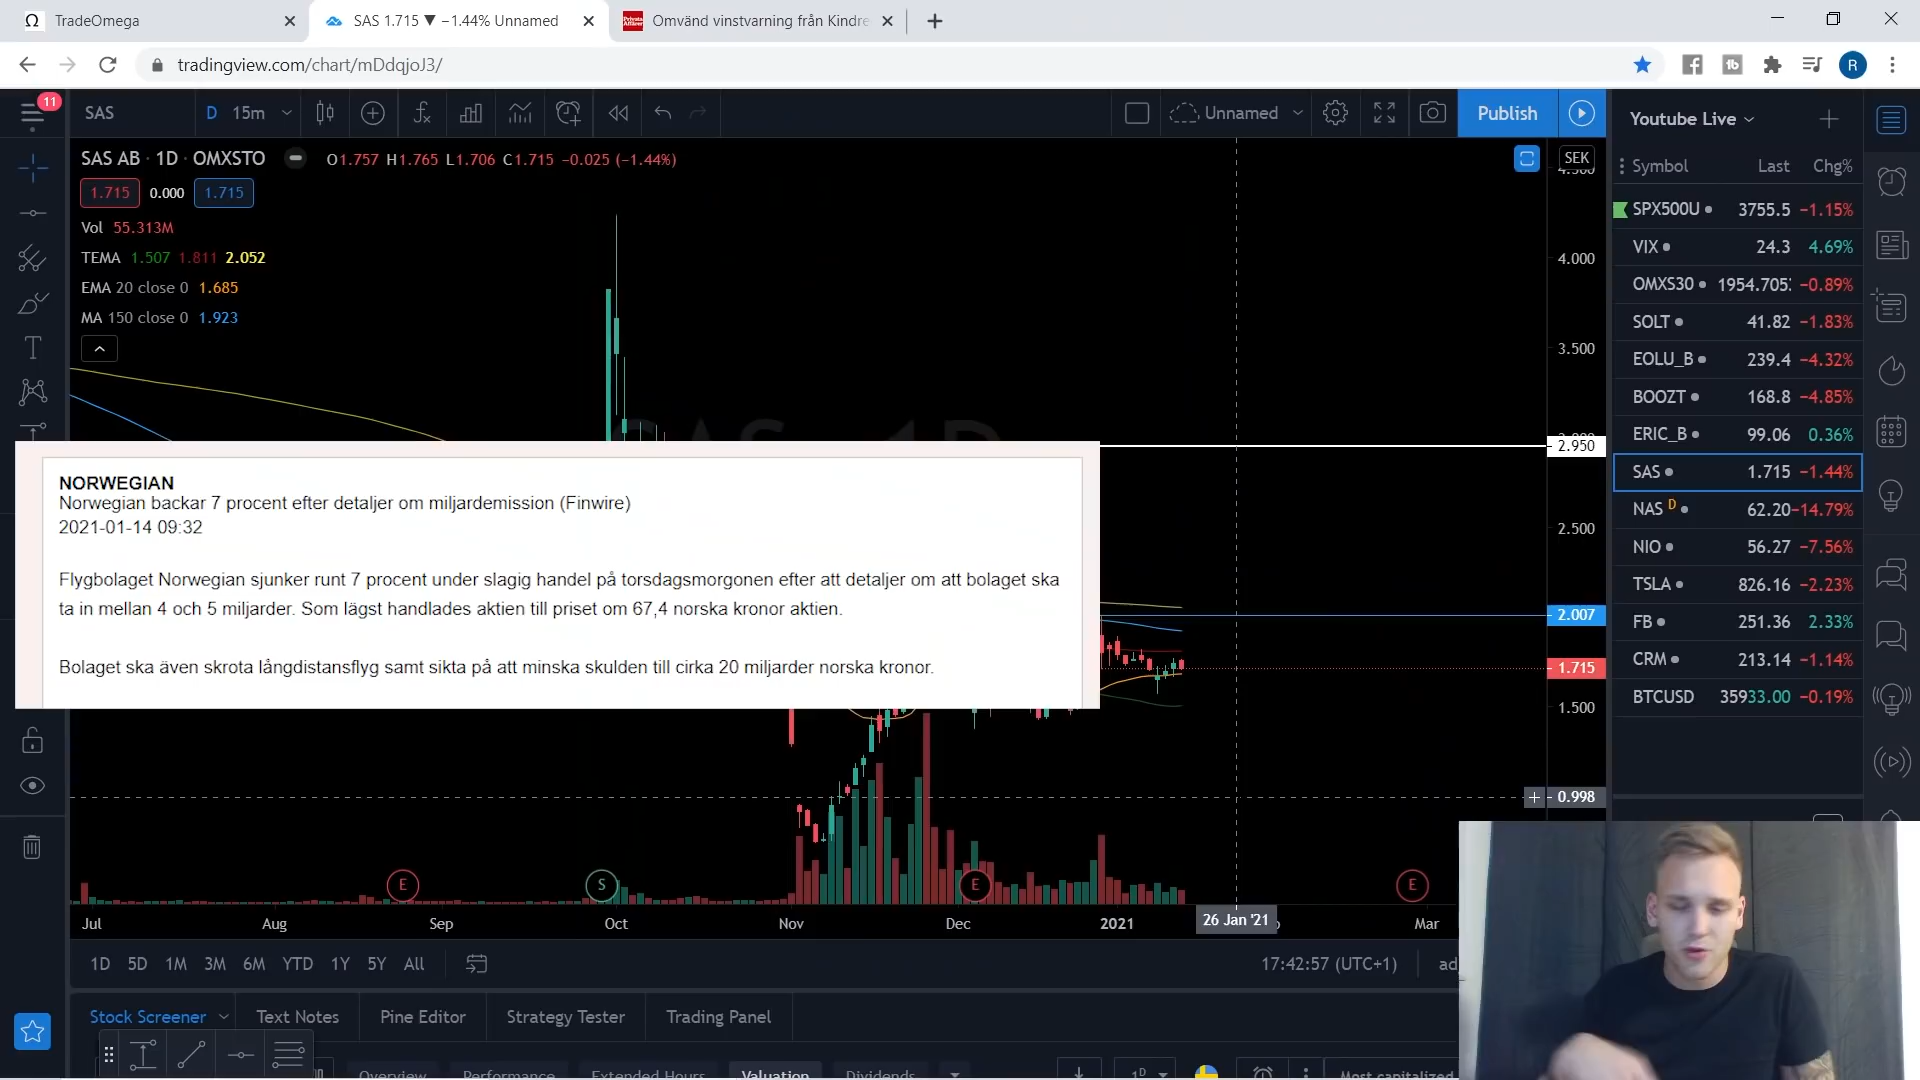 TradeOmega
SAS 1.715 ▼ −1.44% Unnamed
Omvänd vinstvarning från Kindre
tradingview.com/chart/mDdqjoJ3/
R
11
SAS
D 15m
Unnamed
Publish
Youtube Live
SAS AB · 1D · OMXSTO
O1.757 H1.765 L1.706 C1.715 −0.025 (−1.44%)
1.715 0.000 1.715
Vol 55.313M
TEMA 1.507 1.811 2.052
EMA 20 close 0 1.685
MA 150 close 0 1.923
SEK
4.000
3.500
2.950
2.500
2.007
1.715
1.500
0.998
Symbol Last Chg%
SPX500U 3755.5 −1.15%
VIX 24.3 4.69%
OMXS30 1954.705 −0.89%
SOLT 41.82 −1.83%
EOLU_B 239.4 −4.32%
BOOZT 168.8 −4.85%
ERIC_B 99.06 0.36%
SAS 1.715 −1.44%
NAS D 62.20 −14.79%
NIO 56.27 −7.56%
TSLA 826.16 −2.23%
FB 251.36 2.33%
CRM 213.14 −1.14%
BTCUSD 35933.00 −0.19%
NORWEGIAN
Norwegian backar 7 procent efter detaljer om miljardemission (Finwire)
2021-01-14 09:32
Flygbolaget Norwegian sjunker runt 7 procent under slagig handel på torsdagsmorgonen efter att detaljer om att bolaget ska
ta in mellan 4 och 5 miljarder. Som lägst handlades aktien till priset om 67,4 norska kronor aktien.
Bolaget ska även skrota långdistansflyg samt sikta på att minska skulden till cirka 20 miljarder norska kronor.
E S E E
Jul Aug Sep Oct Nov Dec 2021 26 Jan '21 Mar
1D 5D 1M 3M 6M YTD 1Y 5Y All
17:42:57 (UTC+1)
Stock Screener Text Notes Pine Editor Strategy Tester Trading Panel
Overview Performance Extended Hours Valuation Dividends 1D Most capitalized